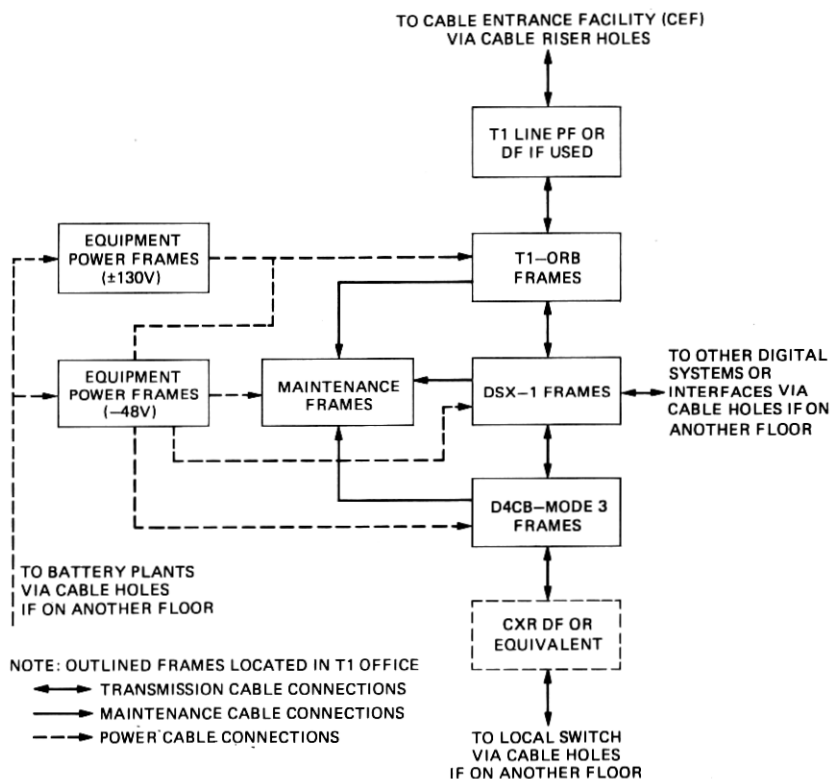 TO CABLE ENTRANCE FACILITY (CEF)
VIA CABLE RISER HOLES
T1 LINE PF OR
DF IF USED
EQUIPMENT
POWER FRAMES
(±130V)
T1–ORB
FRAMES
EQUIPMENT
POWER FRAMES
(–48V)
MAINTENANCE
FRAMES
DSX–1 FRAMES
TO OTHER DIGITAL
SYSTEMS OR
INTERFACES VIA
CABLE HOLES IF ON
ANOTHER FLOOR
D4CB–MODE 3
FRAMES
TO BATTERY PLANTS
VIA CABLE HOLES
IF ON ANOTHER FLOOR
CXR DF OR
EQUIVALENT
NOTE: OUTLINED FRAMES LOCATED IN T1 OFFICE
TRANSMISSION CABLE CONNECTIONS
MAINTENANCE CABLE CONNECTIONS
POWER CABLE CONNECTIONS
TO LOCAL SWITCH
VIA CABLE HOLES
IF ON ANOTHER FLOOR